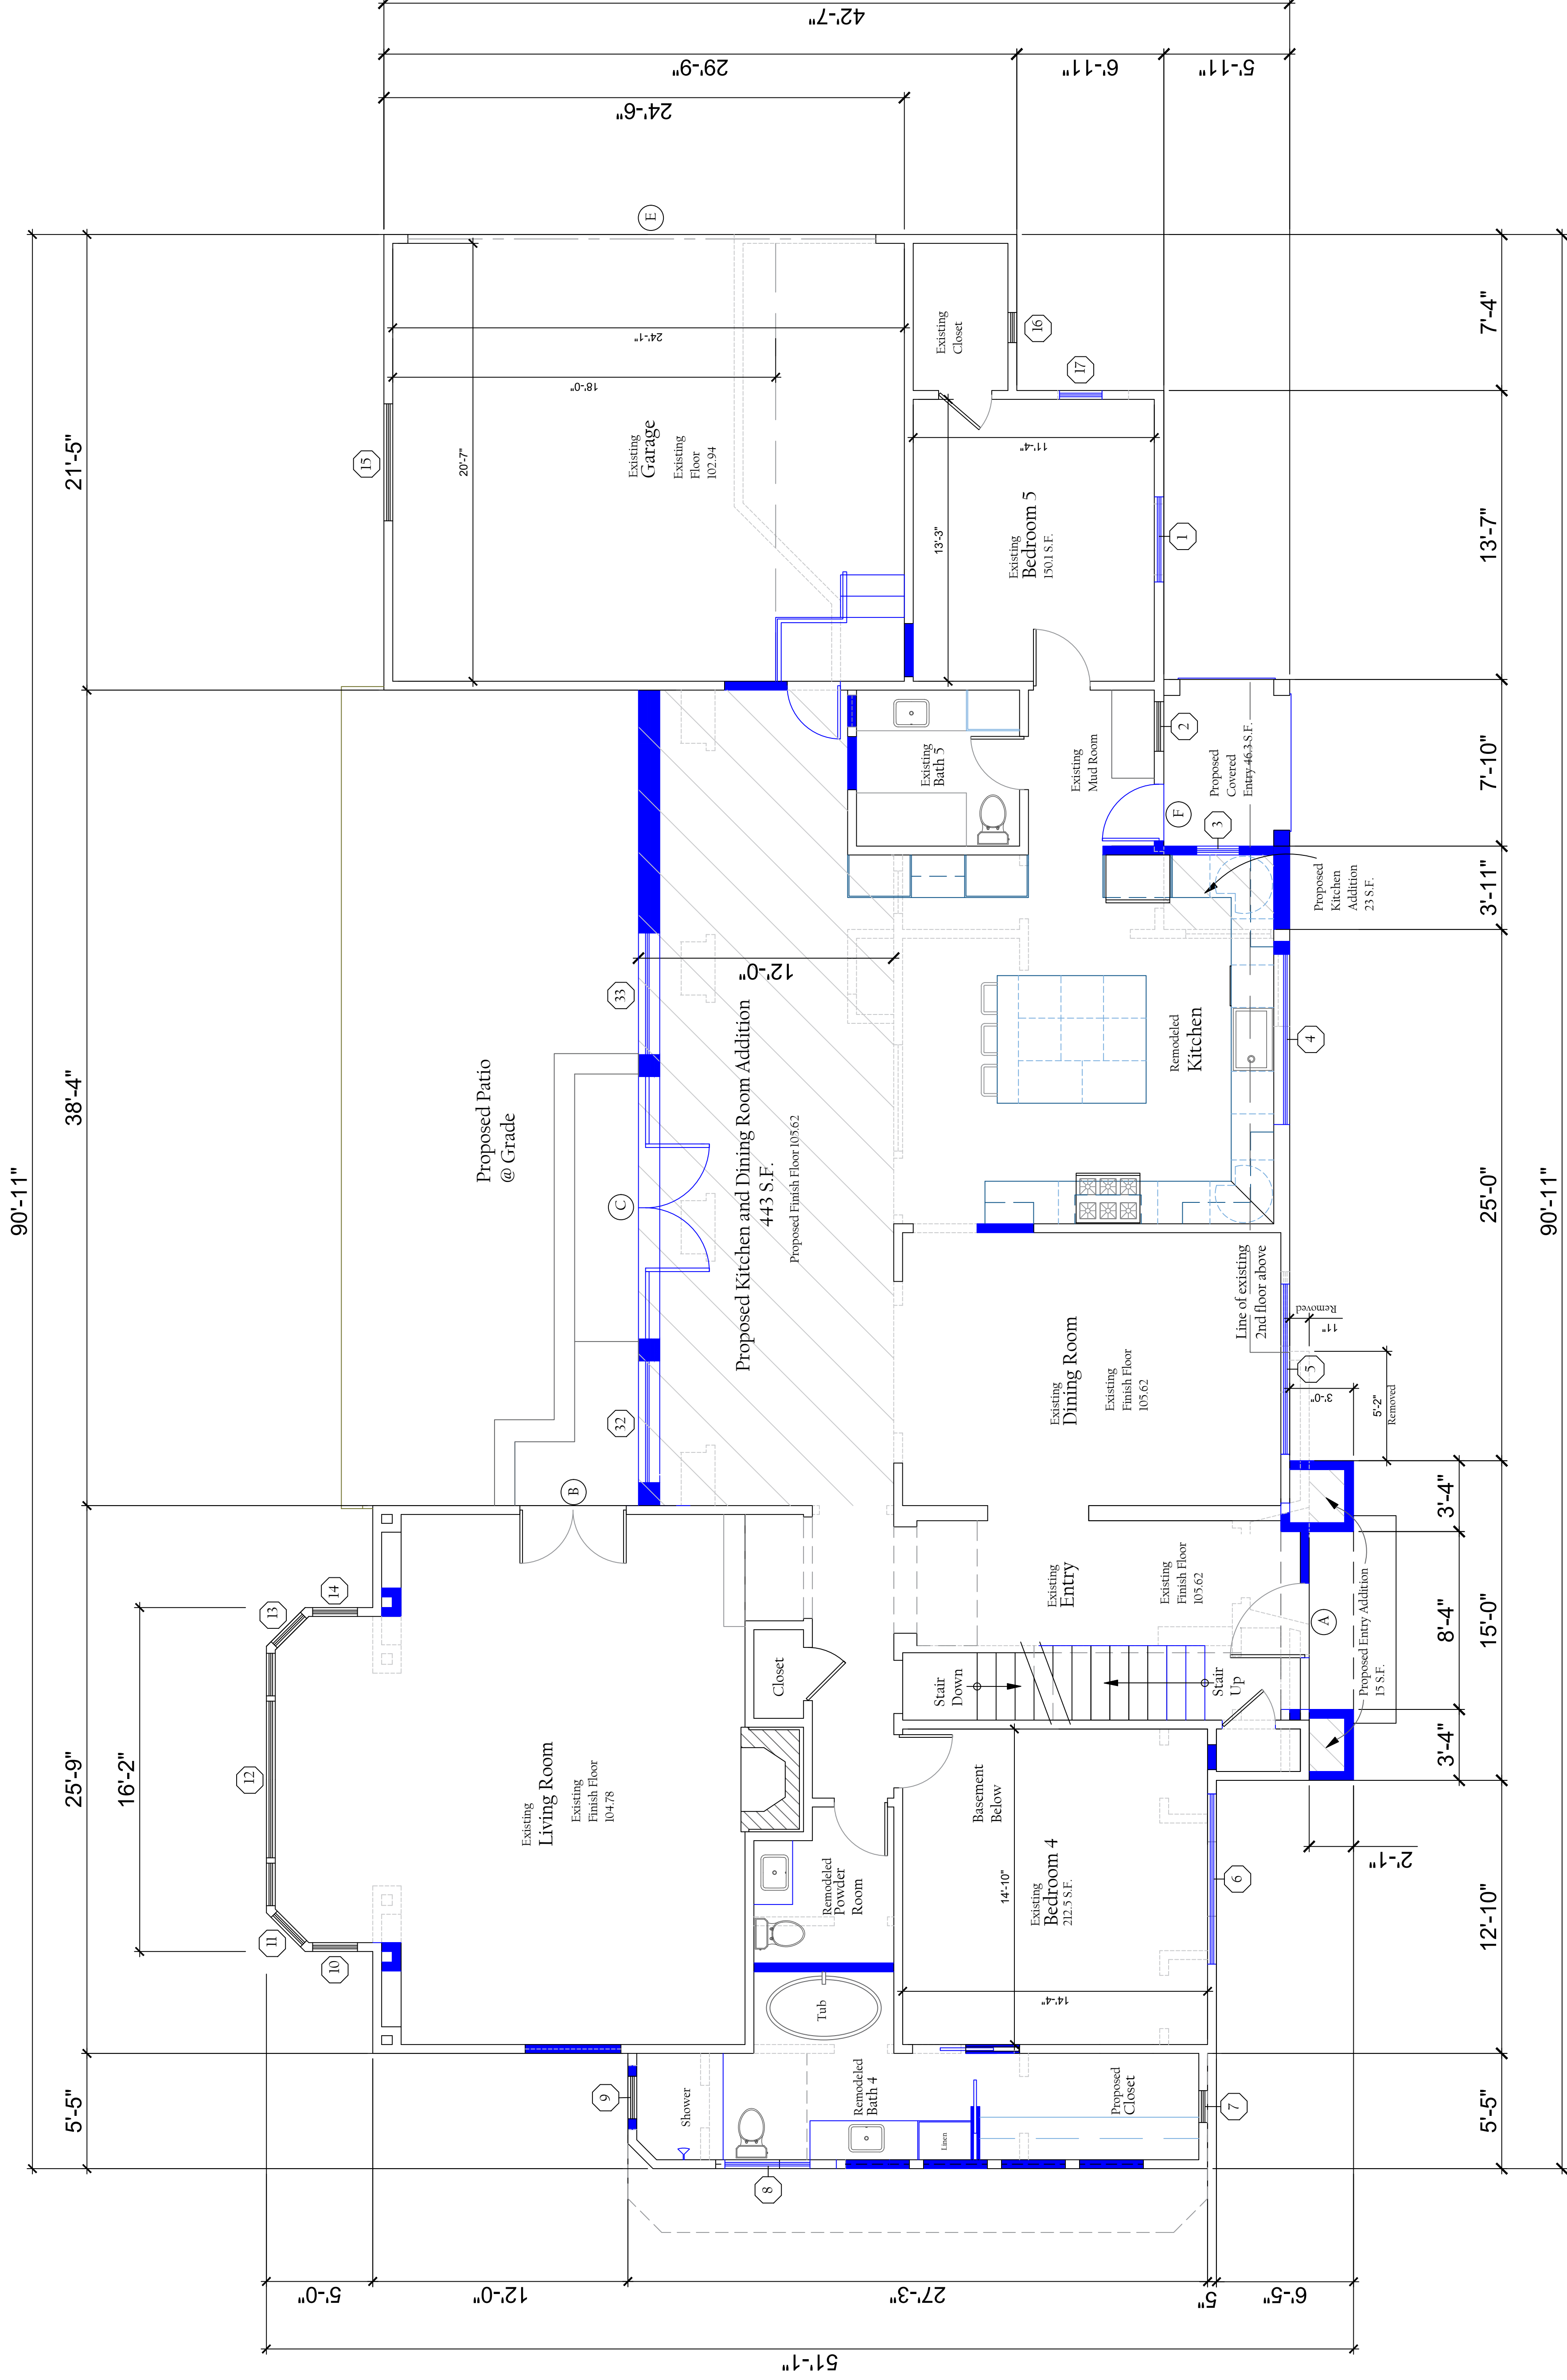 90'-11"
5'-5"
25'-9"
38'-4"
21'-5"
16'-2"
42'-7"
29'-9"
6'-11"
5'-11"
24'-6"
E
15
20'-7"
24'-1"
18'-0"
Existing
Garage
Existing
Floor
102.94
Existing
Closet
16
17
Existing
Bedroom 5
150.1 S.F.
13'-3"
11'-4"
1
Proposed Patio
@ Grade
33
C
32
B
12'-0"
Proposed Kitchen and Dining Room Addition
443 S.F.
Proposed Finish Floor 105.62
Existing
Bath 5
Existing
Mud Room
2
Proposed
Covered
Entry 46.3 S.F.
F
3
Proposed
Kitchen
Addition
23 S.F.
Remodeled
Kitchen
4
Existing
Dining Room
Existing
Finish Floor
105.62
Line of existing
2nd floor above
11"
Removed
5
3'-0"
5'-2"
Removed
Existing
Entry
Existing
Finish Floor
105.62
A
Proposed Entry Addition
15 S.F.
Stair
Down
Stair
Up
Closet
14
13
12
11
10
Existing
Living Room
Existing
Finish Floor
104.78
Remodeled
Powder
Room
Basement
Below
Existing
Bedroom 4
212.5 S.F.
14'-10"
14'-4"
6
Tub
9
Shower
Remodeled
Bath 4
Linen
Proposed
Closet
7
8
5'-0"
12'-0"
27'-3"
5"
6'-5"
51'-1"
2'-1"
3'-4"
8'-4"
3'-4"
5'-5"
12'-10"
15'-0"
25'-0"
3'-11"
7'-10"
13'-7"
7'-4"
90'-11"